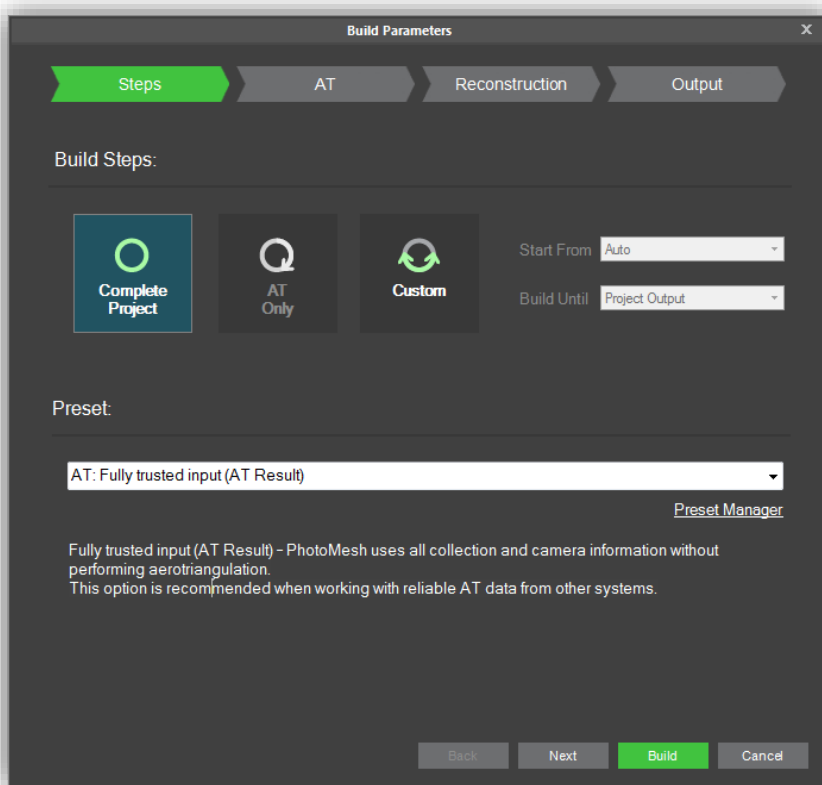 Build Parameters
X
Steps
AT
Reconstruction
Output
Build Steps:
Complete
Project
AT
Only
Custom
Start From
Auto
Build Until
Project Output
Preset:
AT: Fully trusted input (AT Result)
Preset Manager
Fully trusted input (AT Result) – PhotoMesh uses all collection and camera information without
performing aerotriangulation.
This option is recommended when working with reliable AT data from other systems.
Back
Next
Build
Cancel